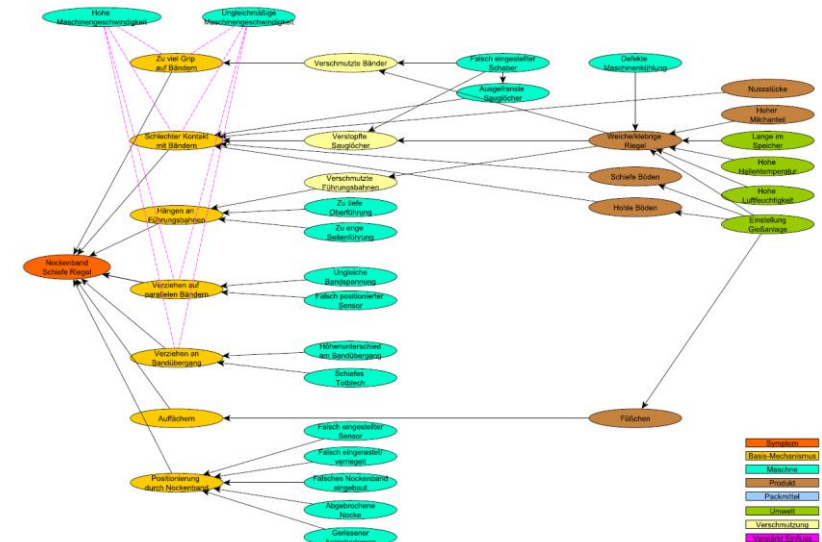 Hohe
Maschinengeschwindigkeit
Ungleichmäßige
Maschinengeschwindigkeit
Zu viel Grip
auf Bändern
Verschmutzte Bänder
Falsch eingestellter
Schaber
Defekte
Maschinenkühlung
Ausgefranste
Sauglöcher
Nussstücke
Hoher
Milchanteil
Schlechter Kontakt
mit Bändern
Verstopfte
Sauglöcher
Weiche/klebrige
Riegel
Lange im
Speicher
Hohe
Hallentemperatur
Verschmutzte
Führungsbahnen
Schiefe Böden
Hohe
Luftfeuchtigkeit
Hängen an
Führungsbahnen
Zu tiefe
Oberführung
Hohle Böden
Einstellung
Gießanlage
Zu enge
Seitenführung
Nockenband
Schiefe Riegel
Verziehen auf
parallelen Bändern
Ungleiche
Bandspannung
Falsch positionierter
Sensor
Verziehen an
Bandübergang
Höhenunterschied
am Bandübergang
Schiefes
Totblech
Auffächern
Füßchen
Falsch eingestellter
Sensor
Falsch eingerastet/
verriegelt
Positionierung
durch Nockenband
Falsches Nockenband
eingebaut
Abgebrochene
Nocke
Gerissener
Symptom
Basis-Mechanismus
Maschine
Produkt
Packmittel
Umwelt
Verschmutzung
Verstärkt Einfluss